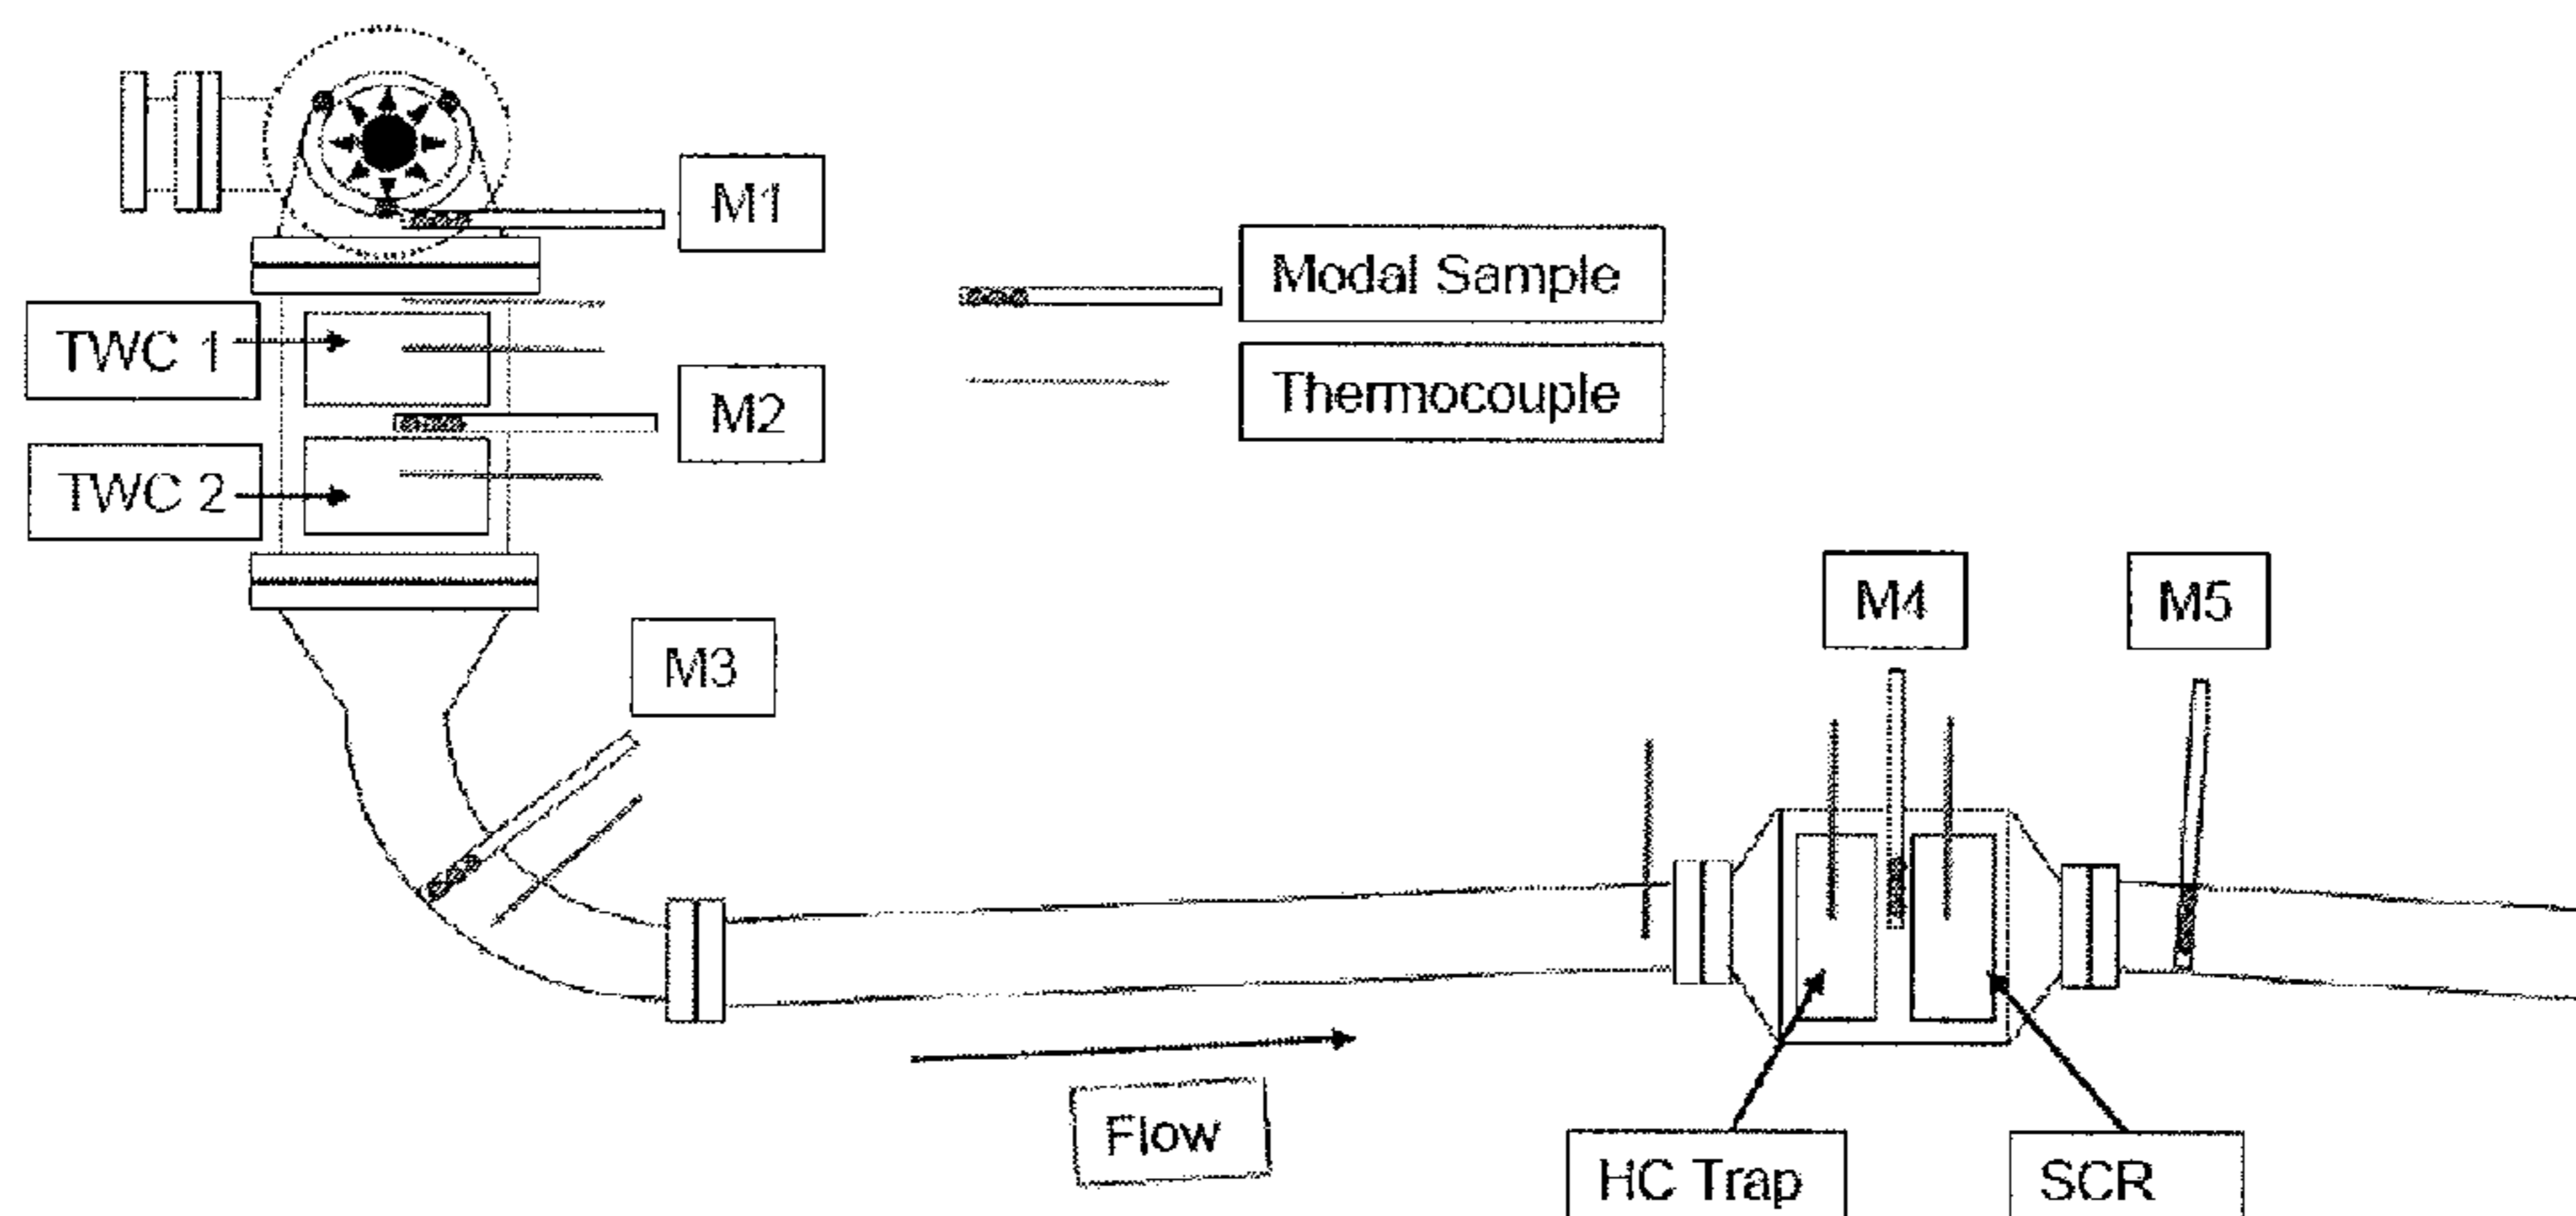 M1
Modal Sample
TWC 1
Thermocouple
M2
TWC 2
M3
M4
M5
Flow
HC Trap
SCR